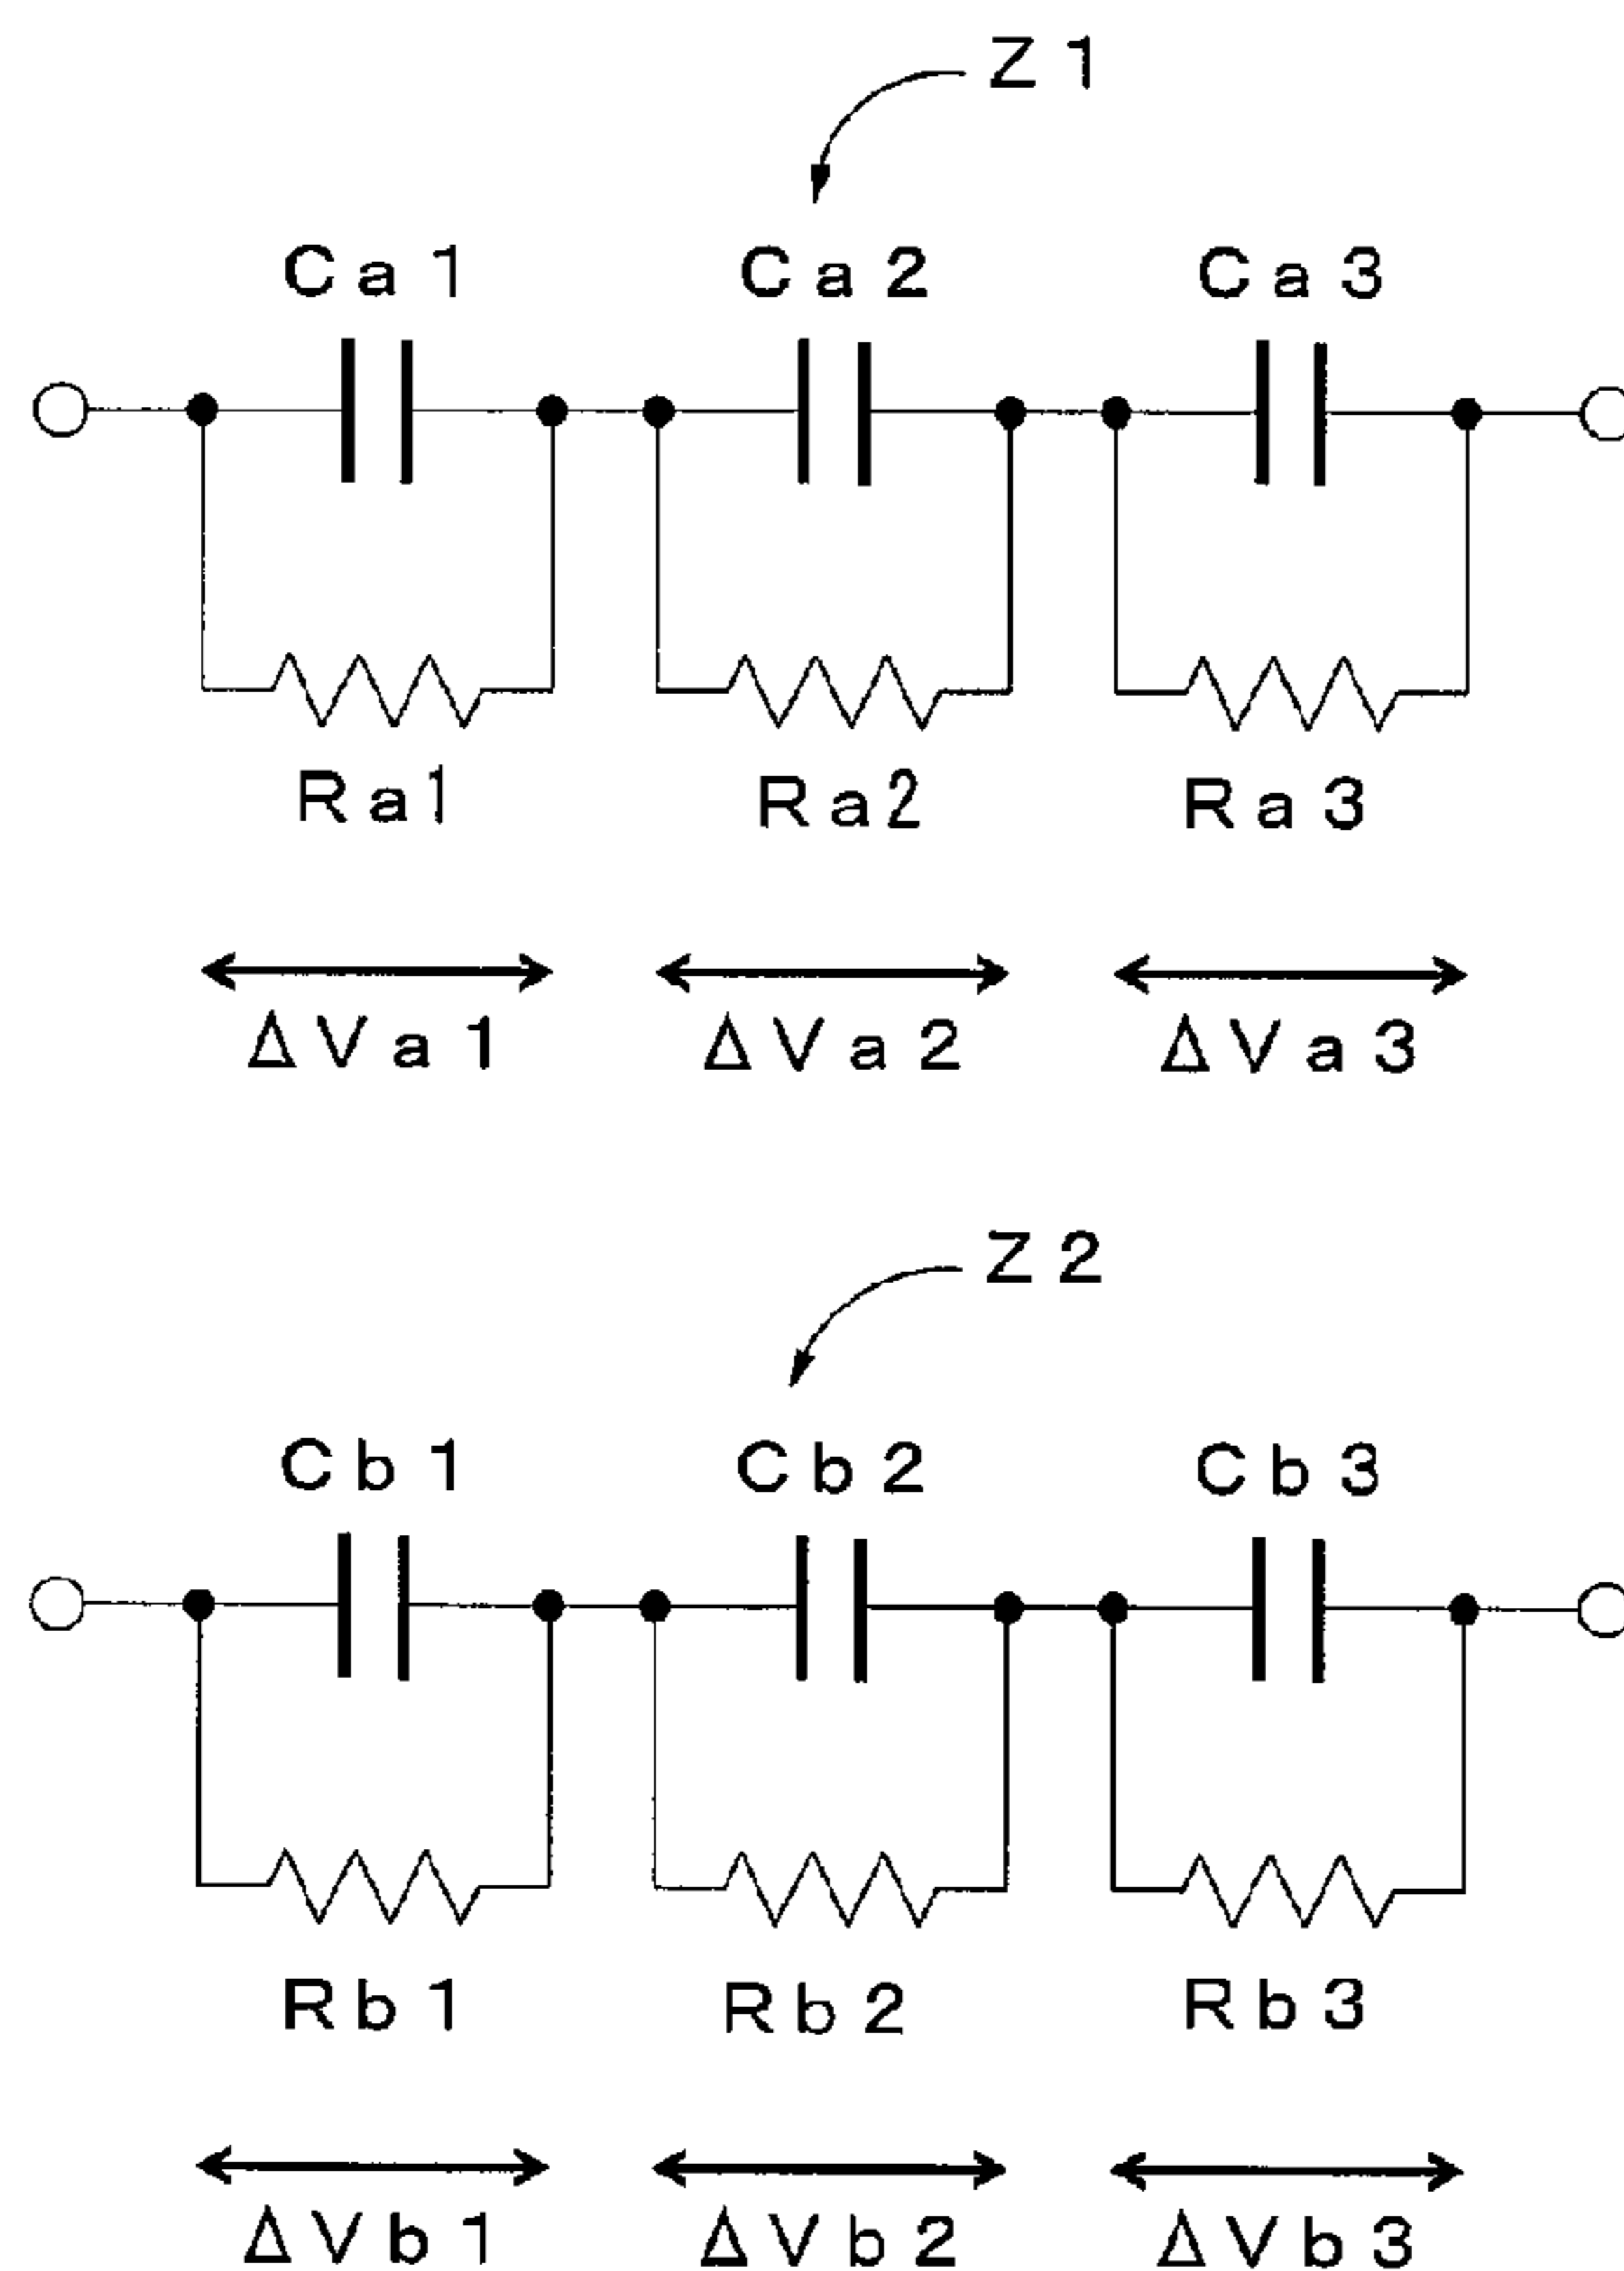 Z1
Ca1 Ca2 Ca3
Ra1 Ra2 Ra3
ΔVa1 ΔVa2 ΔVa3
Z2
Cb1 Cb2 Cb3
Rb1 Rb2 Rb3
ΔVb1 ΔVb2 ΔVb3